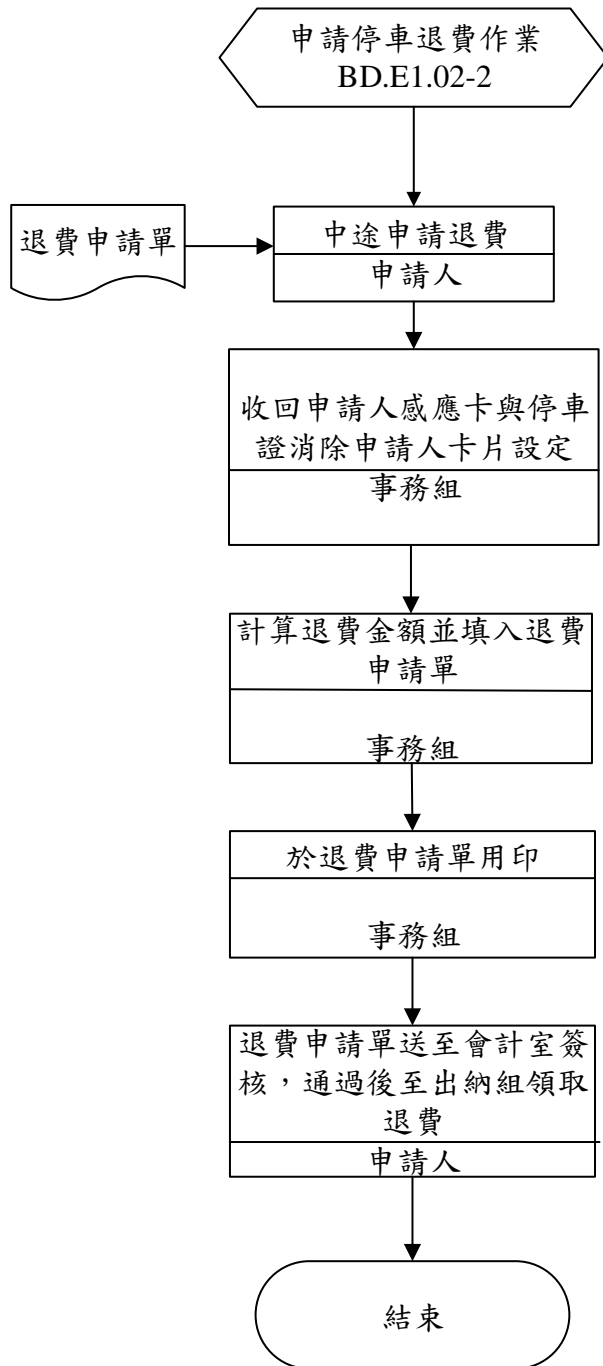 申請停車退費作業
BD.E1.02-2
退費申請單
中途申請退費
申請人
收回申請人感應卡與停車
證消除申請人卡片設定
事務組
計算退費金額並填入退費
申請單
事務組
於退費申請單用印
事務組
退費申請單送至會計室簽
核，通過後至出納組領取
退費
申請人
結束